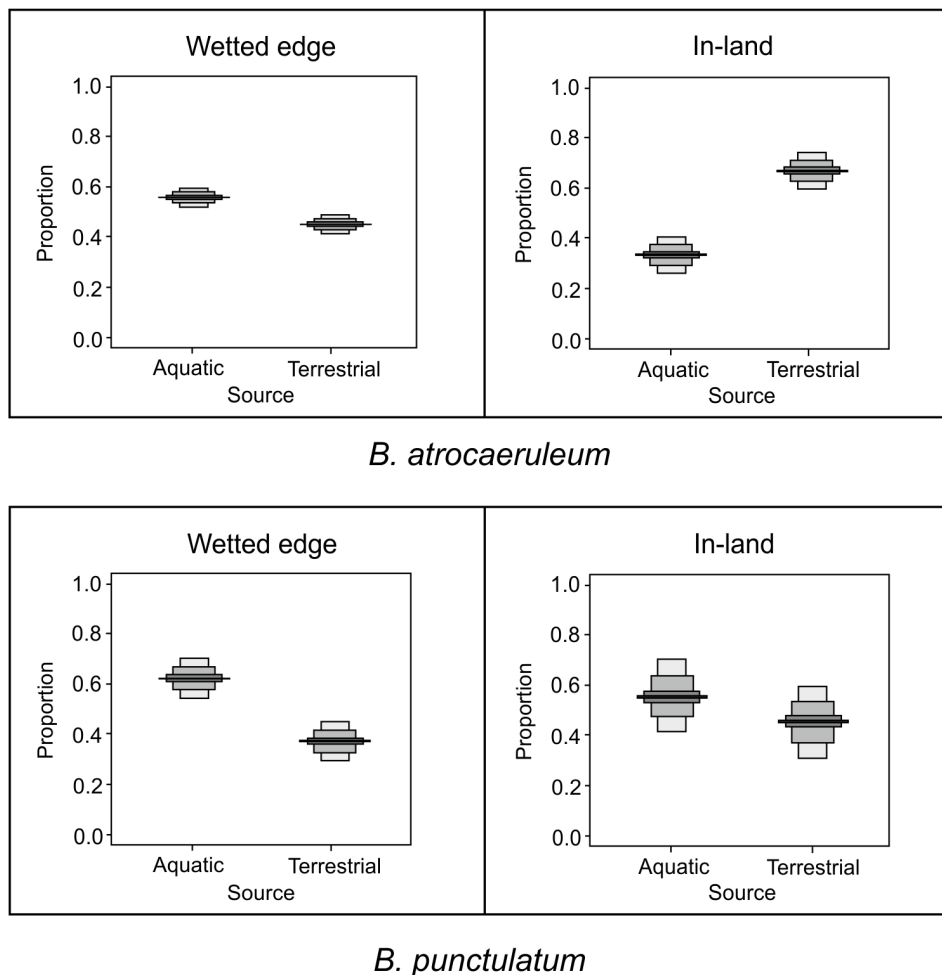 Wetted edge
Proportion
1.0
0.8
0.6
0.4
0.2
0.0
Aquatic Terrestrial
Source
In-land
Proportion
1.0
0.8
0.6
0.4
0.2
0.0
Aquatic Terrestrial
Source
B. atrocaeruleum
Wetted edge
Proportion
1.0
0.8
0.6
0.4
0.2
0.0
Aquatic Terrestrial
Source
In-land
Proportion
1.0
0.8
0.6
0.4
0.2
0.0
Aquatic Terrestrial
Source
B. punctulatum